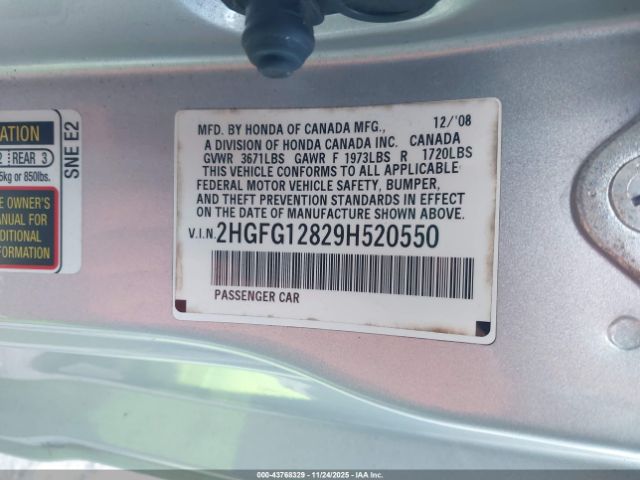 ATION
2 REAR 3
5kg or 850lbs.
E OWNER'S
ANUAL FOR
DITIONAL
FORMATION
SNE E2
MFD. BY HONDA OF CANADA MFG., 12/'08
A DIVISION OF HONDA CANADA INC. CANADA
GVWR 3671LBS GAWR F 1973LBS R 1720LBS
THIS VEHICLE CONFORMS TO ALL APPLICABLE
FEDERAL MOTOR VEHICLE SAFETY, BUMPER,
AND THEFT PREVENTION STANDARDS IN EFFECT
ON THE DATE OF MANUFACTURE SHOWN ABOVE.
V.I.N. 2HGFG12829H520550
PASSENGER CAR
000-43768329 - 11/24/2025 - IAAI.COM